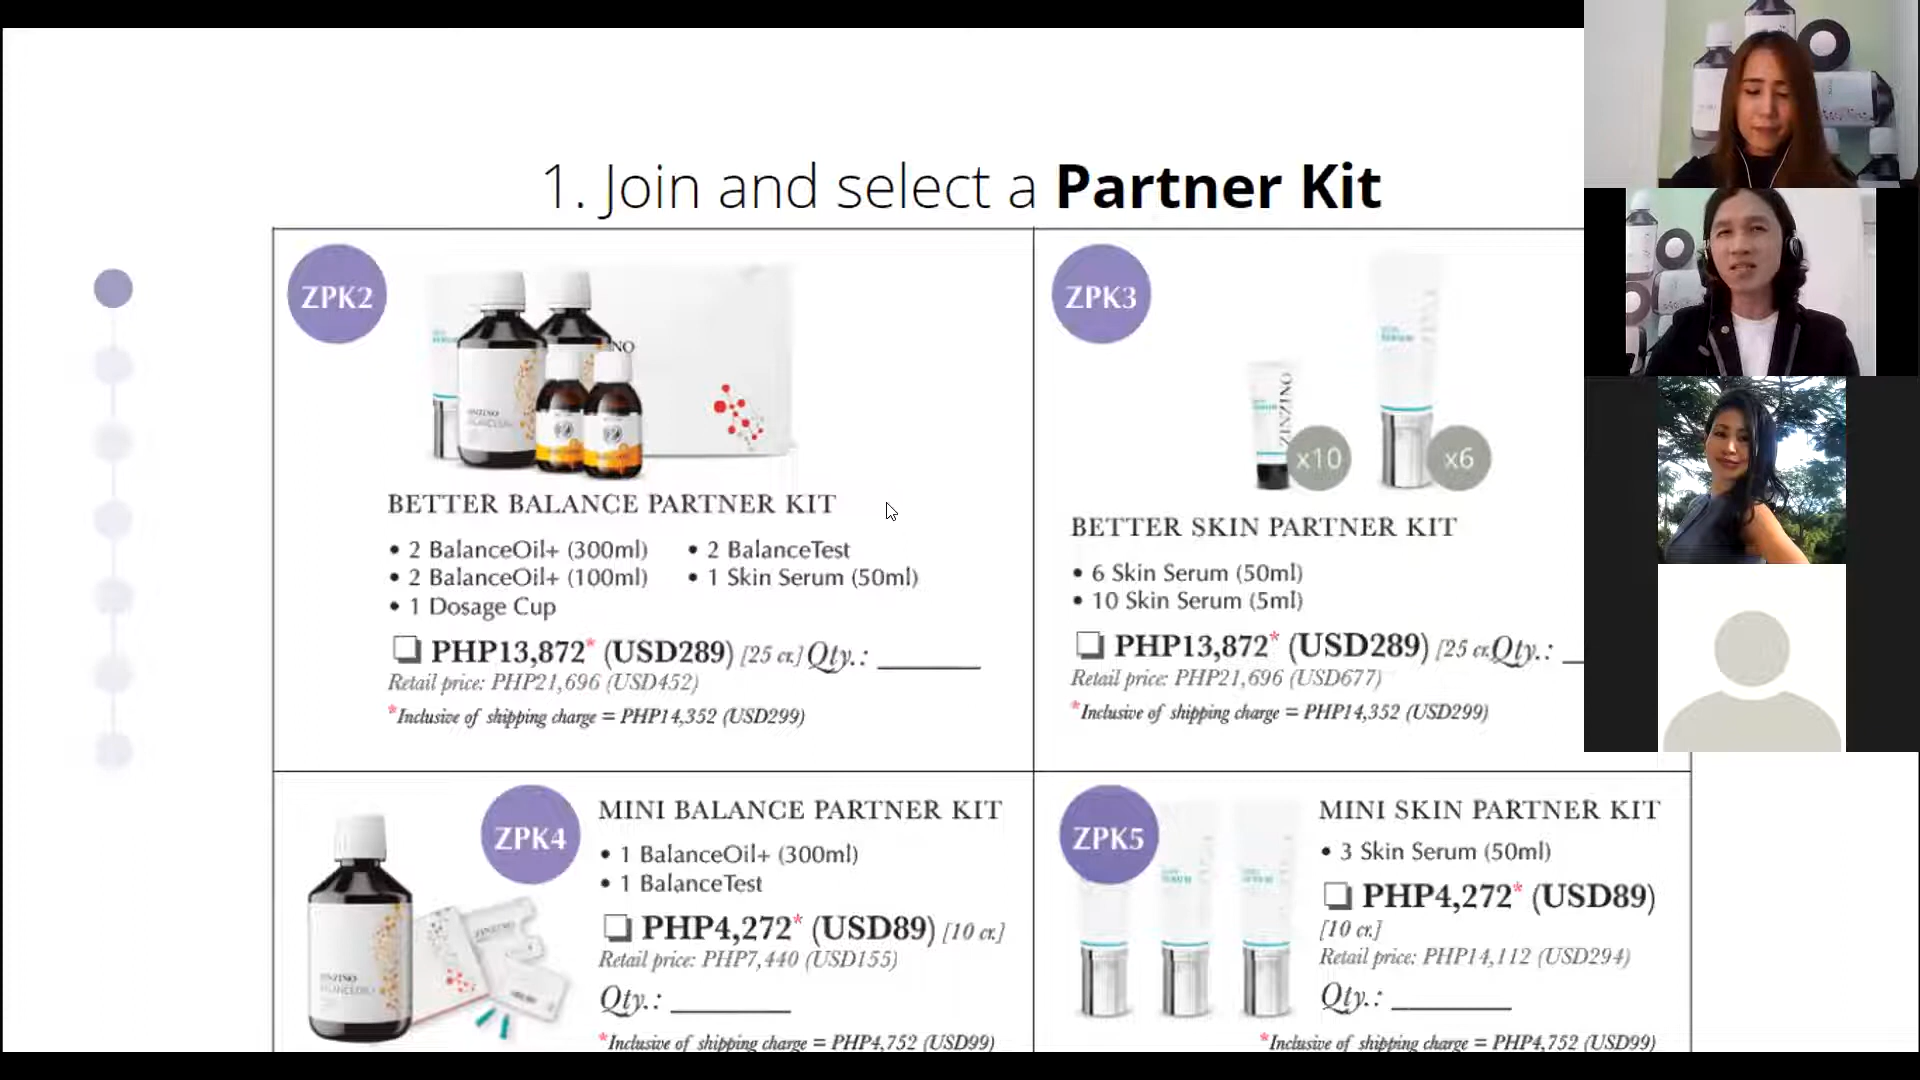 1. Join and select a Partner Kit
ZPK2
BETTER BALANCE PARTNER KIT
• 2 BalanceOil+ (300ml)
• 2 BalanceOil+ (100ml)
• 1 Dosage Cup
• 2 BalanceTest
• 1 Skin Serum (50ml)
PHP13,872* (USD289) [25 cr.] Qty.: ________
Retail price: PHP21,696 (USD452)
*Inclusive of shipping charge = PHP14,352 (USD299)
ZPK3
ZINZINO
x10
x6
BETTER SKIN PARTNER KIT
• 6 Skin Serum (50ml)
• 10 Skin Serum (5ml)
PHP13,872* (USD289) [25 cr. Qty.: __
Retail price: PHP21,696 (USD677)
*Inclusive of shipping charge = PHP14,352 (USD299)
ZPK4
MINI BALANCE PARTNER KIT
• 1 BalanceOil+ (300ml)
• 1 BalanceTest
PHP4,272* (USD89) [10 cr.]
Retail price: PHP7,440 (USD155)
Qty.: ________
*Inclusive of shipping charge = PHP4,752 (USD99)
ZPK5
MINI SKIN PARTNER KIT
• 3 Skin Serum (50ml)
PHP4,272* (USD89)
[10 cr.]
Retail price: PHP14,112 (USD294)
Qty.: ________
*Inclusive of shipping charge = PHP4,752 (USD99)